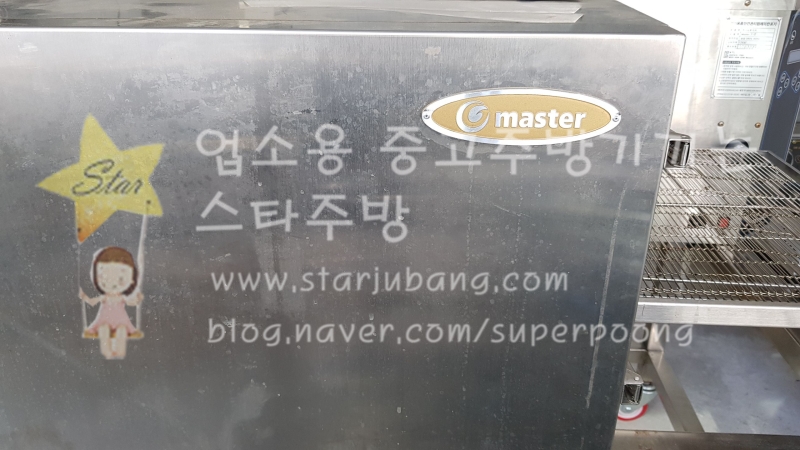 master
Star
업소용 중고주방기기
스타주방
www.starjubang.com
blog.naver.com/superpoong